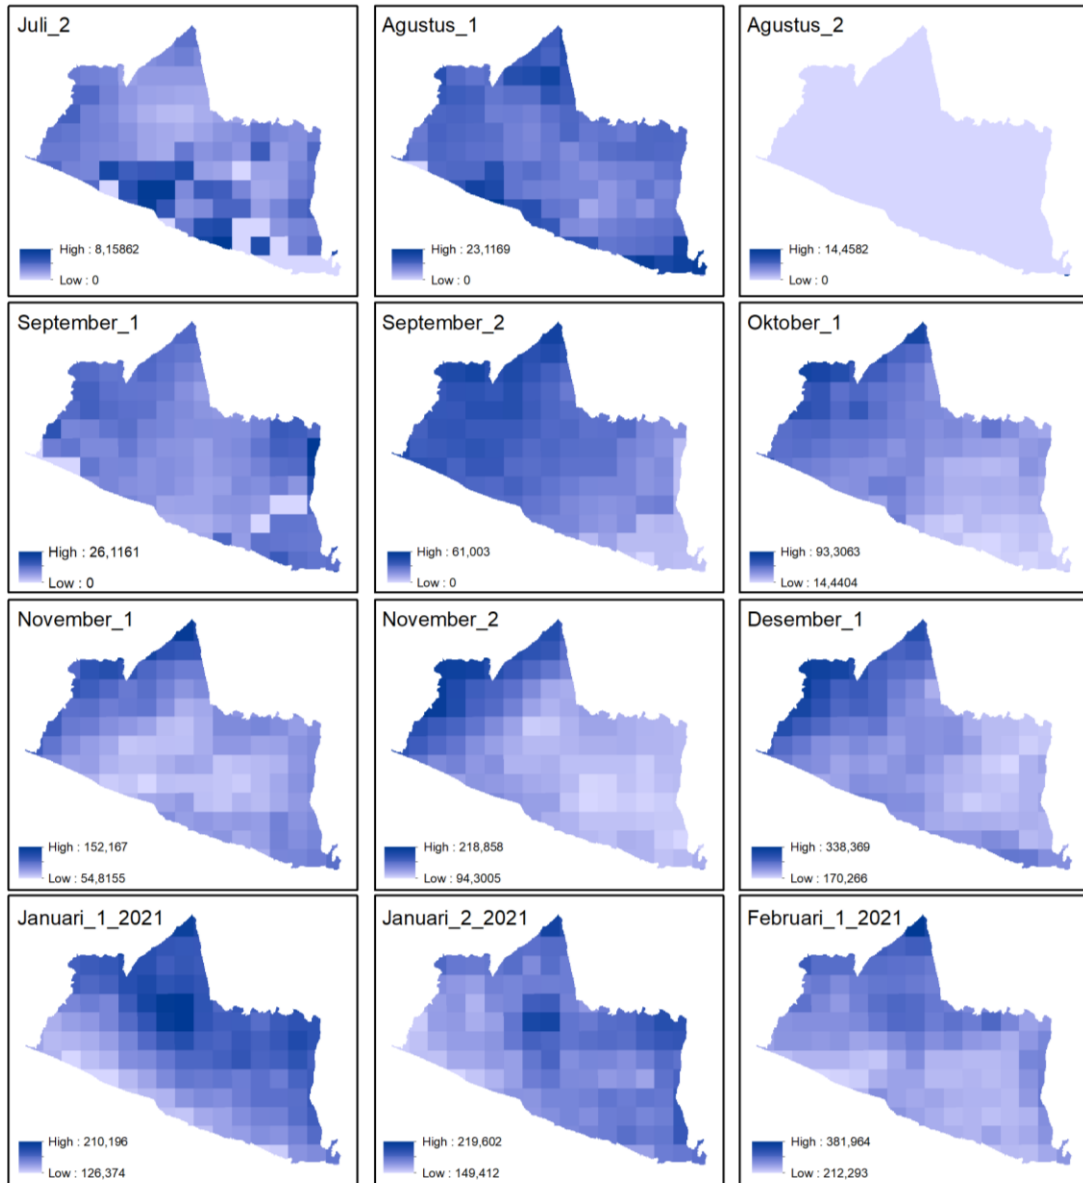 Juli_2
High : 8,15862
Low : 0
Agustus_1
High : 23,1169
Low : 0
Agustus_2
High : 14,4582
Low : 0
September_1
High : 26,1161
Low : 0
September_2
High : 61,003
Low : 0
Oktober_1
High : 93,3063
Low : 14,4404
November_1
High : 152,167
Low : 54,8155
November_2
High : 218,858
Low : 94,3005
Desember_1
High : 338,369
Low : 170,266
Januari_1_2021
High : 210,196
Low : 126,374
Januari_2_2021
High : 219,602
Low : 149,412
Februari_1_2021
High : 381,964
Low : 212,293